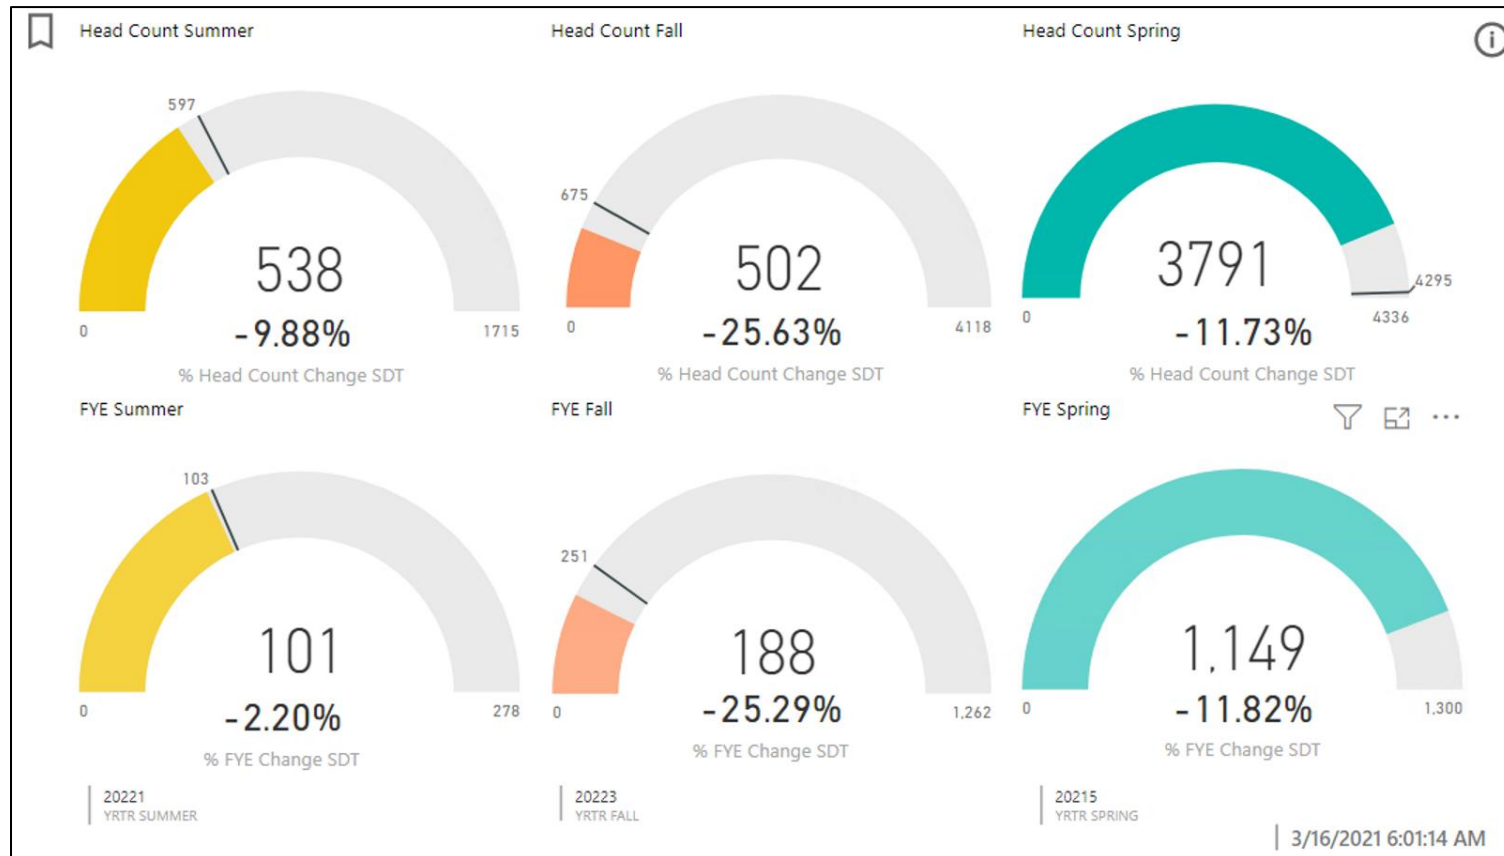 Head Count Summer
597
538
0
1715
-9.88%
% Head Count Change SDT
Head Count Fall
675
502
0
4118
-25.63%
% Head Count Change SDT
Head Count Spring
3791
4295
0
4336
-11.73%
% Head Count Change SDT
FYE Summer
103
101
0
278
-2.20%
% FYE Change SDT
FYE Fall
251
188
0
1,262
-25.29%
% FYE Change SDT
FYE Spring
1,149
0
1,300
-11.82%
% FYE Change SDT
20221
YRTR SUMMER
20223
YRTR FALL
20215
YRTR SPRING
3/16/2021 6:01:14 AM